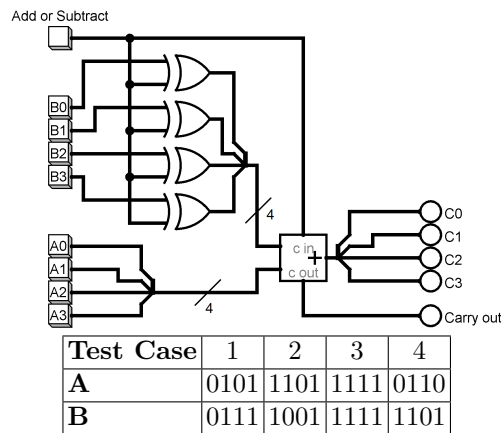 Add or Subtract
B0
B1
B2
B3
4
A0
A1
A2
A3
4
c in
+
c out
C0
C1
C2
C3
Carry out
Test Case 1 2 3 4
A 0101 1101 1111 0110
B 0111 1001 1111 1101